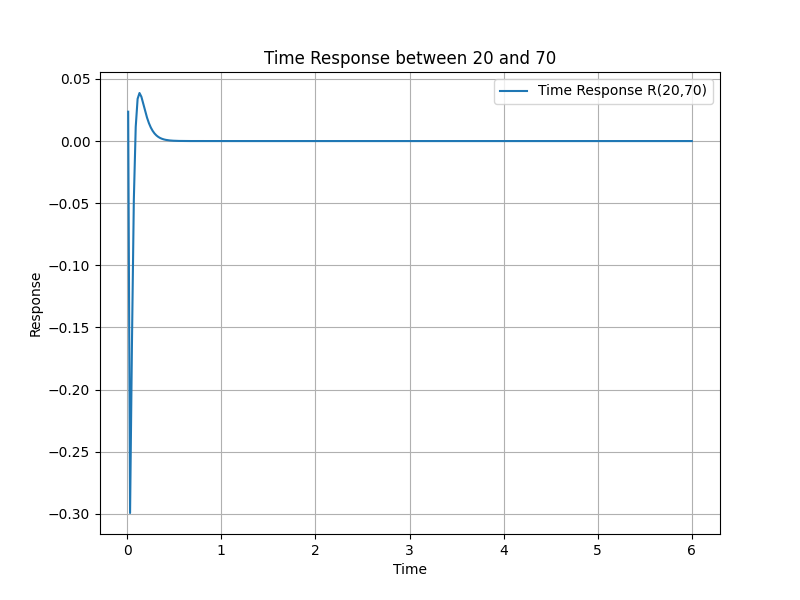 Time Response between 20 and 70
Time Response R(20,70)
0.05
0.00
−0.05
−0.10
−0.15
−0.20
−0.25
−0.30
Response
0 1 2 3 4 5 6
Time